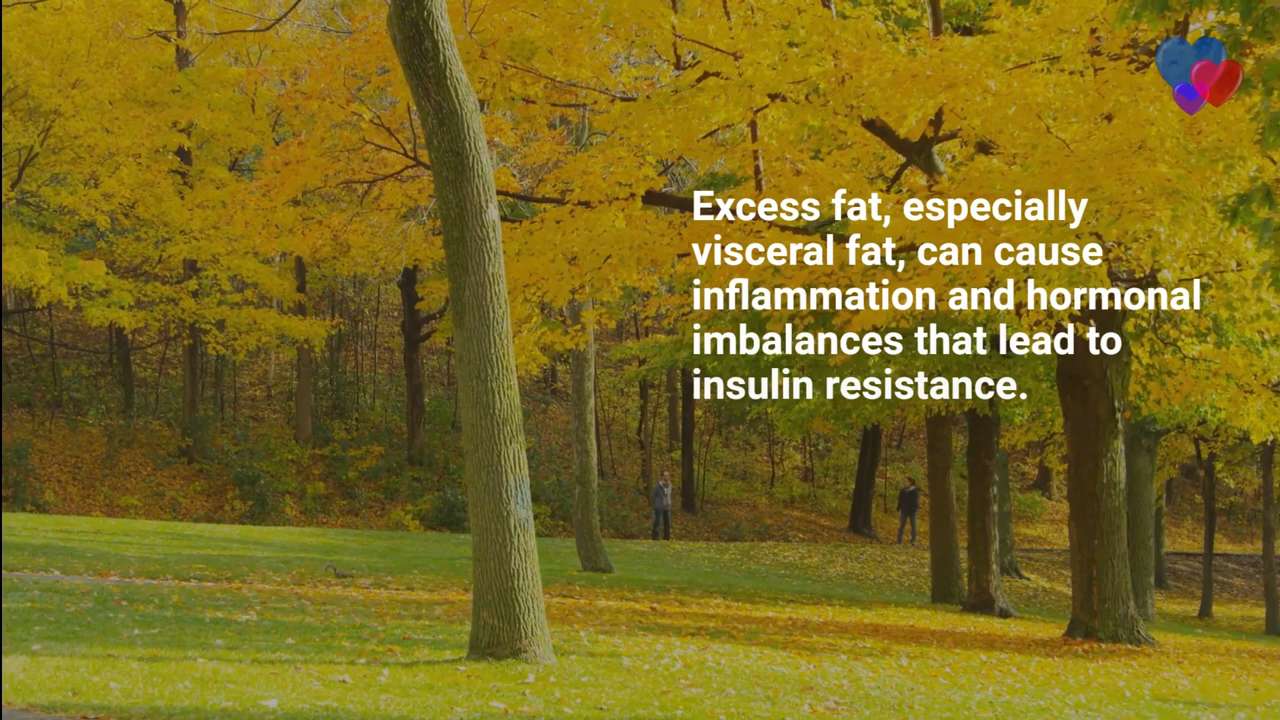 Excess fat, especially
visceral fat, can cause
inflammation and hormonal
imbalances that lead to
insulin resistance.